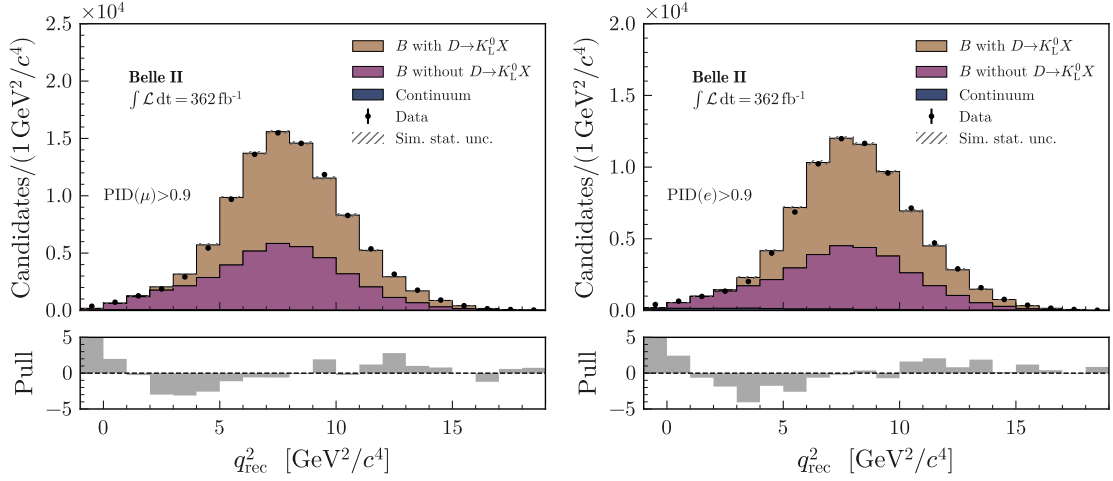 ×10⁴
2.5
2.0
1.5
1.0
0.5
0.0
Candidates/(1 GeV²/c⁴)
B with D→K⁰_L X
B without D→K⁰_L X
Continuum
Data
Sim. stat. unc.
Belle II
∫ 𝓛 dt = 362 fb⁻¹
PID(μ)>0.9
5
0
−5
Pull
0 5 10 15
q²_rec [GeV²/c⁴]
×10⁴
2.0
1.5
1.0
0.5
0.0
Candidates/(1 GeV²/c⁴)
B with D→K⁰_L X
B without D→K⁰_L X
Continuum
Data
Sim. stat. unc.
Belle II
∫ 𝓛 dt = 362 fb⁻¹
PID(e)>0.9
5
0
−5
Pull
0 5 10 15
q²_rec [GeV²/c⁴]